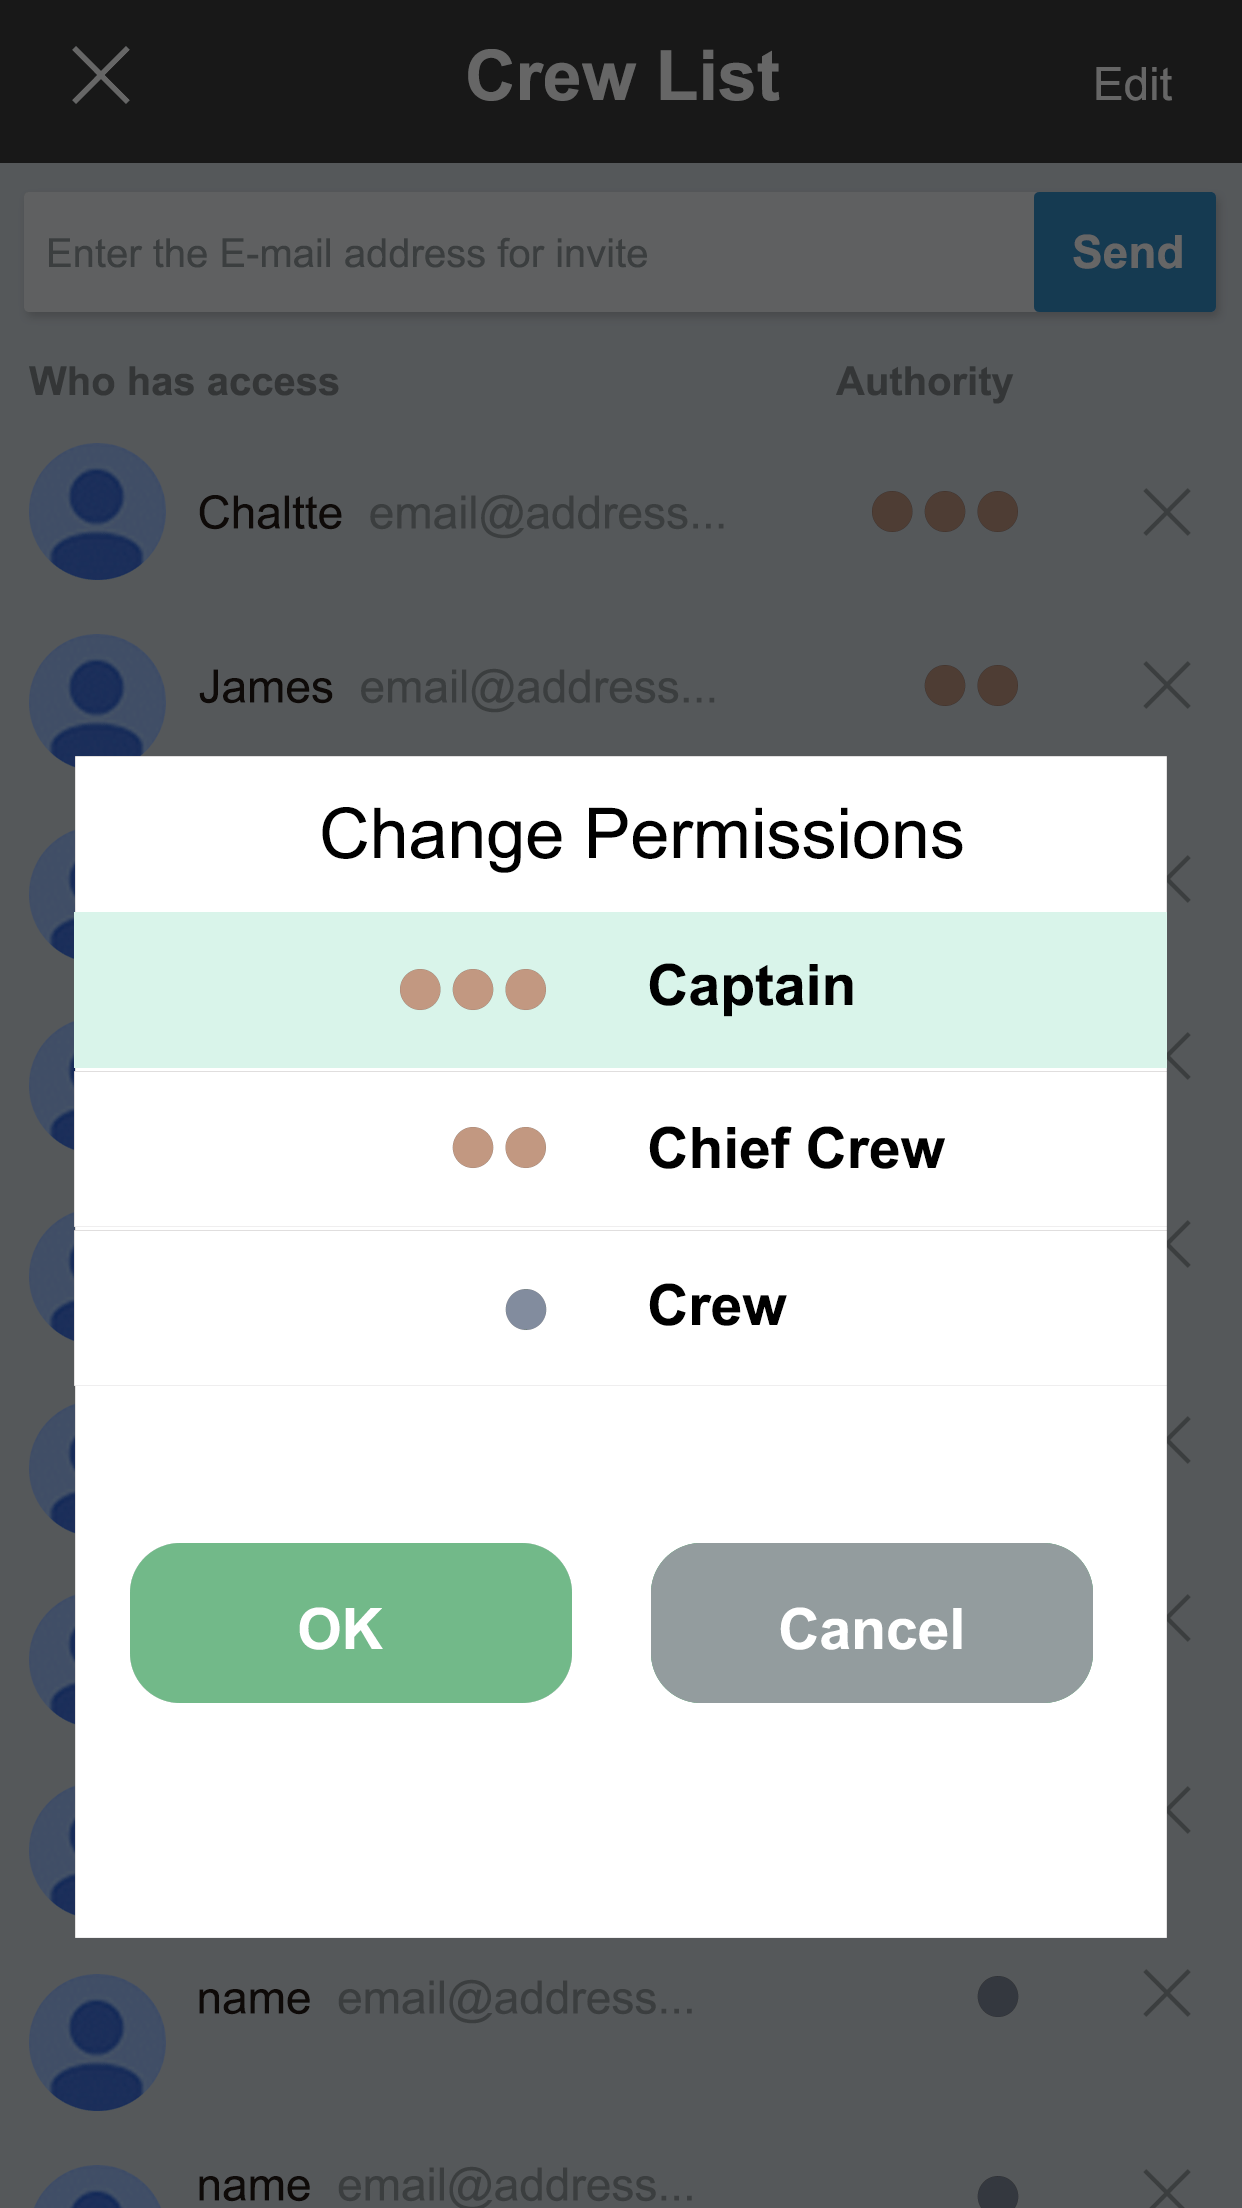 Crew List
Edit
Enter the E-mail address for invite
Send
Who has access Authority
Chaltte email@address...
James email@address...
Change Permissions
Captain
Chief Crew
Crew
OK Cancel
name email@address...
name email@address...